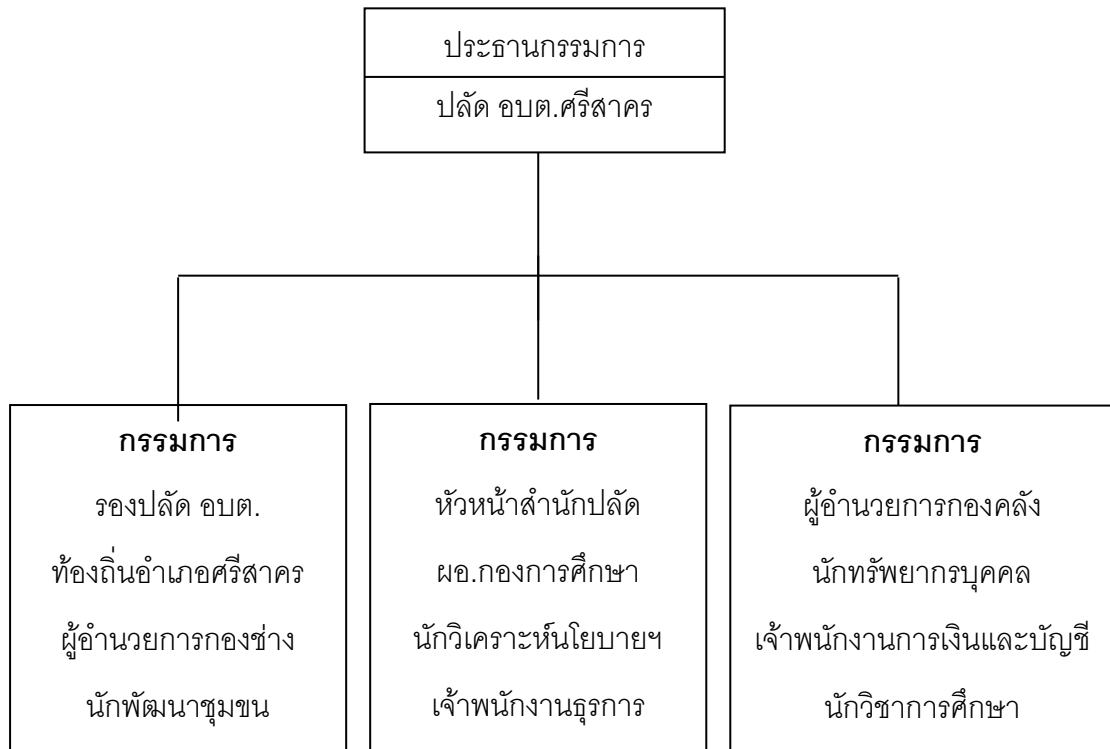 ประธานกรรมการ
ปลัด อบต.ศรีสาคร
กรรมการ
รองปลัด อบต.
ท้องถิ่นอำเภอศรีสาคร
ผู้อำนวยการกองช่าง
นักพัฒนาชุมชน
กรรมการ
หัวหน้าสำนักปลัด
ผอ.กองการศึกษา
นักวิเคราะห์นโยบายฯ
เจ้าพนักงานธุรการ
กรรมการ
ผู้อำนวยการกองคลัง
นักทรัพยากรบุคคล
เจ้าพนักงานการเงินและบัญชี
นักวิชาการศึกษา